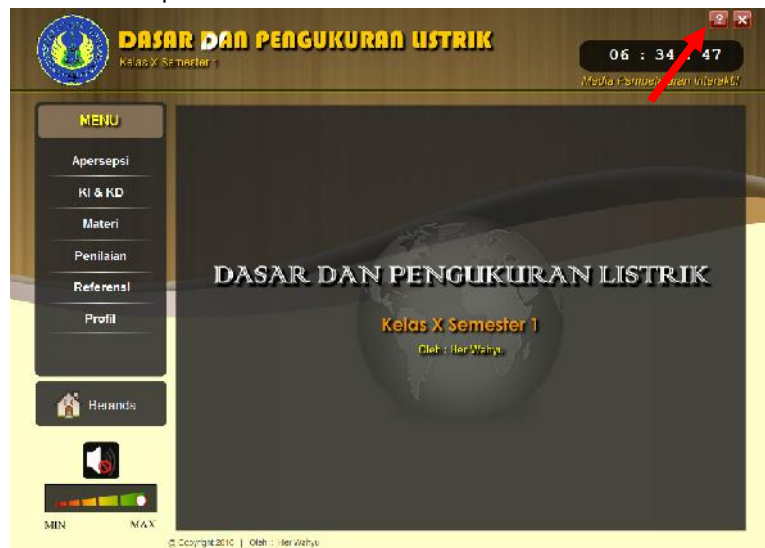 DASAR DAN PENGUKURAN LISTRIK
Kelas X Semester 1
?
X
06 : 34 : 47
Media Pembelajaran Interaktif
MENU
Apersepsi
KI & KD
Materi
Penilaian
Referensi
Profil
DASAR DAN PENGUKURAN LISTRIK
Kelas X Semester 1
Oleh : Her Wahyu
Beranda
MIN MAX
© Copyright 2016 | Oleh : Her Wahyu